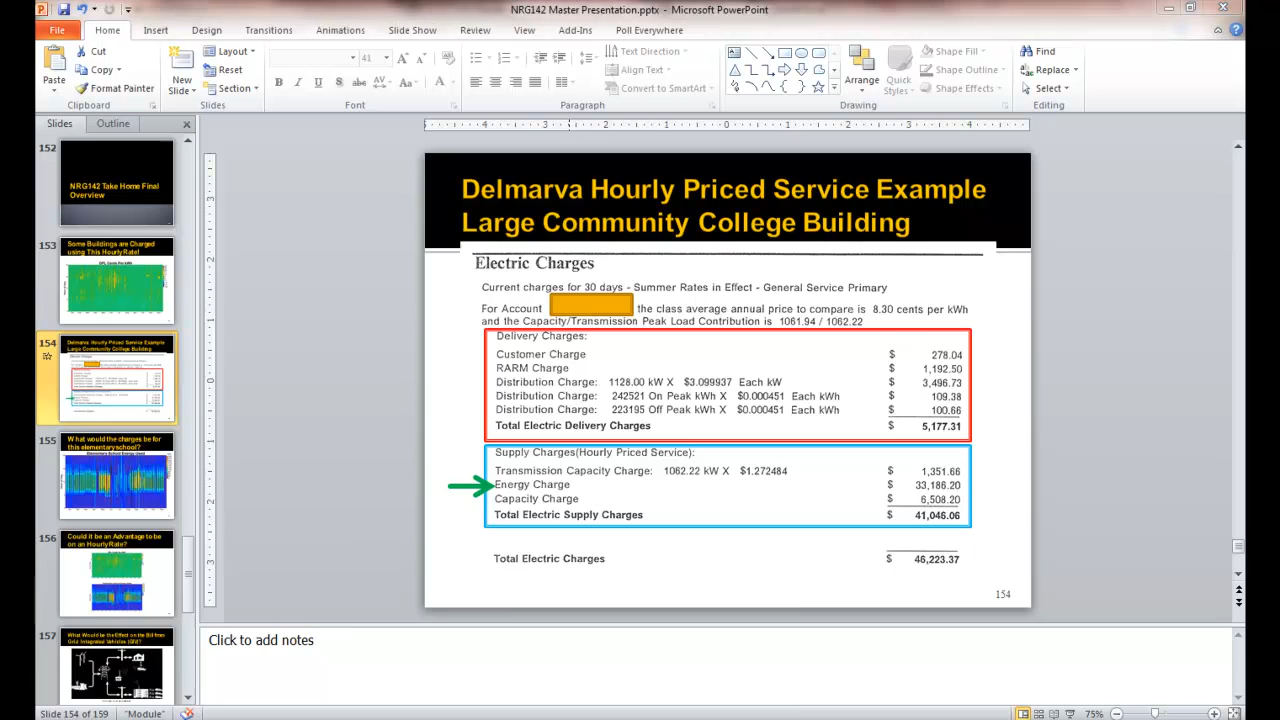 NRG142 Master Presentation.pptx - Microsoft PowerPoint
File Home Insert Design Transitions Animations Slide Show Review View Add-Ins Poll Everywhere
Paste
Cut
Copy
Format Painter
Clipboard
New Slide
Layout
Reset
Section
Slides
41
B I U S abc AV Aa A
Font
Text Direction
Align Text
Convert to SmartArt
Paragraph
Arrange
Quick Styles
Shape Fill
Shape Outline
Shape Effects
Drawing
Find
Replace
Select
Editing
Slides Outline
152
NRG142 Take Home Final
Overview
153
Some Buildings are Charged
using This Hourly Rate!
DPL Cents Per kWh
154
Delmarva Hourly Priced Service Example
Large Community College Building
155
What would the charges be for
this elementary school?
Elementary School Energy Used
156
Could it be an Advantage to be
on an Hourly Rate?
157
What Would be the Effect on the Bill from
Grid Integrated Vehicles (GIV)?
Delmarva Hourly Priced Service Example
Large Community College Building
Electric Charges
Current charges for 30 days - Summer Rates in Effect - General Service Primary
For Account the class average annual price to compare is 8.30 cents per kWh
and the Capacity/Transmission Peak Load Contribution is 1061.94 / 1062.22
Delivery Charges:
Customer Charge $ 279.04
RARM Charge $ 1,192.50
Distribution Charge: 1128.00 kW X $3.099937 Each kW $ 3,496.73
Distribution Charge: 242521 On Peak kWh X $0.000451 Each kWh $ 109.38
Distribution Charge: 223195 Off Peak kWh X $0.000451 Each kWh $ 100.66
Total Electric Delivery Charges $ 5,177.31
Supply Charges(Hourly Priced Service):
Transmission Capacity Charge: 1062.22 kW X $1.272484 $ 1,351.66
Energy Charge $ 33,186.20
Capacity Charge $ 6,508.20
Total Electric Supply Charges $ 41,046.06
Total Electric Charges $ 46,223.37
154
Click to add notes
Slide 154 of 159 "Module" 75%